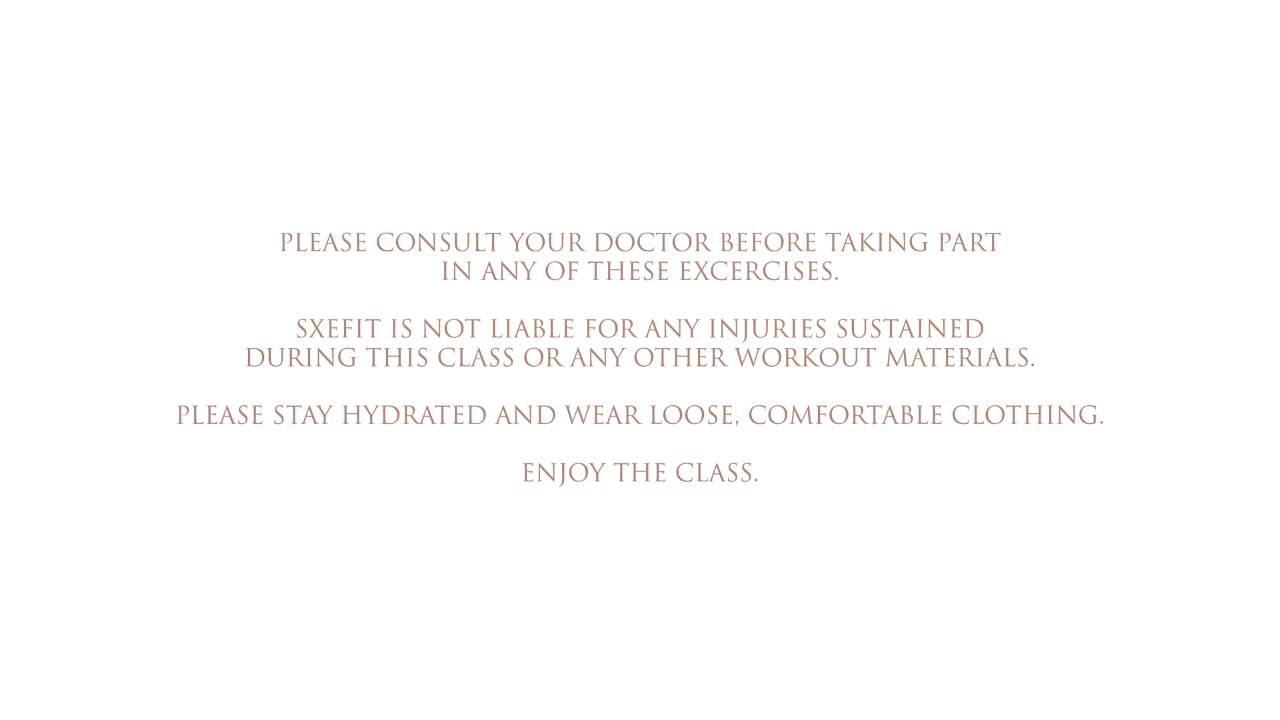 PLEASE CONSULT YOUR DOCTOR BEFORE TAKING PART
IN ANY OF THESE EXCERCISES.
SXEFIT IS NOT LIABLE FOR ANY INJURIES SUSTAINED
DURING THIS CLASS OR ANY OTHER WORKOUT MATERIALS.
PLEASE STAY HYDRATED AND WEAR LOOSE, COMFORTABLE CLOTHING.
ENJOY THE CLASS.